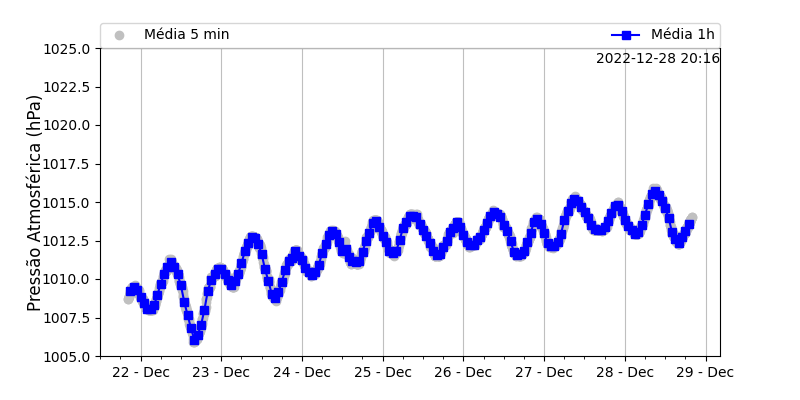 Média 5 min
Média 1h
2022-12-28 20:16
Pressão Atmosférica (hPa)
1025.0
1022.5
1020.0
1017.5
1015.0
1012.5
1010.0
1007.5
1005.0
22 - Dec
23 - Dec
24 - Dec
25 - Dec
26 - Dec
27 - Dec
28 - Dec
29 - Dec